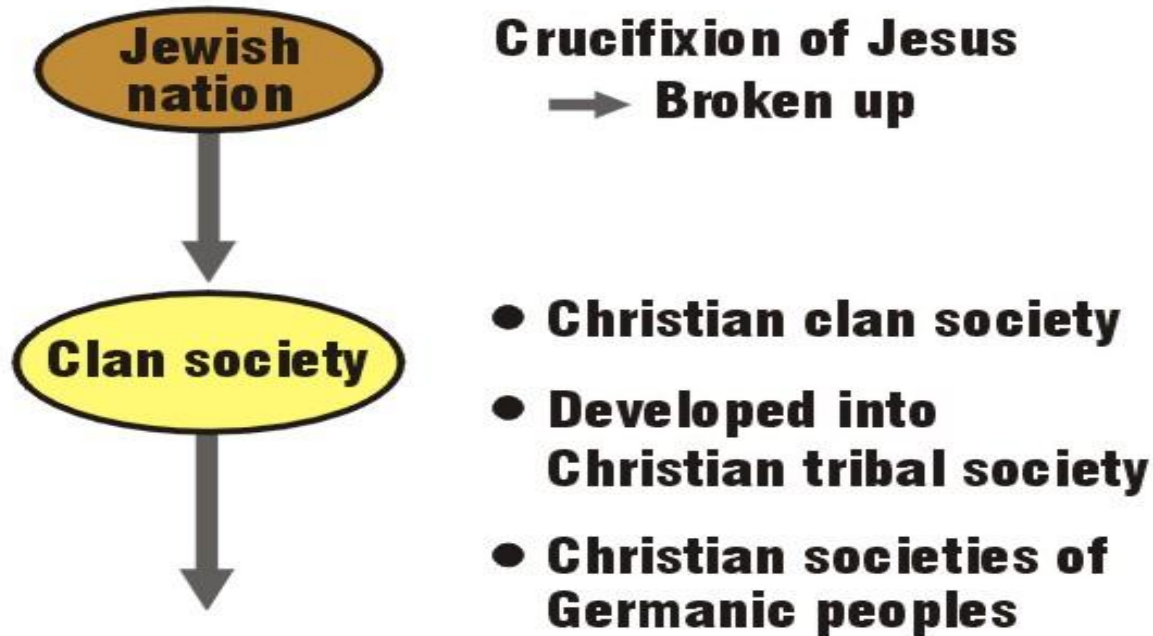 Jewish
nation
Crucifixion of Jesus
→ Broken up
Clan society
● Christian clan society
● Developed into
Christian tribal society
● Christian societies of
Germanic peoples